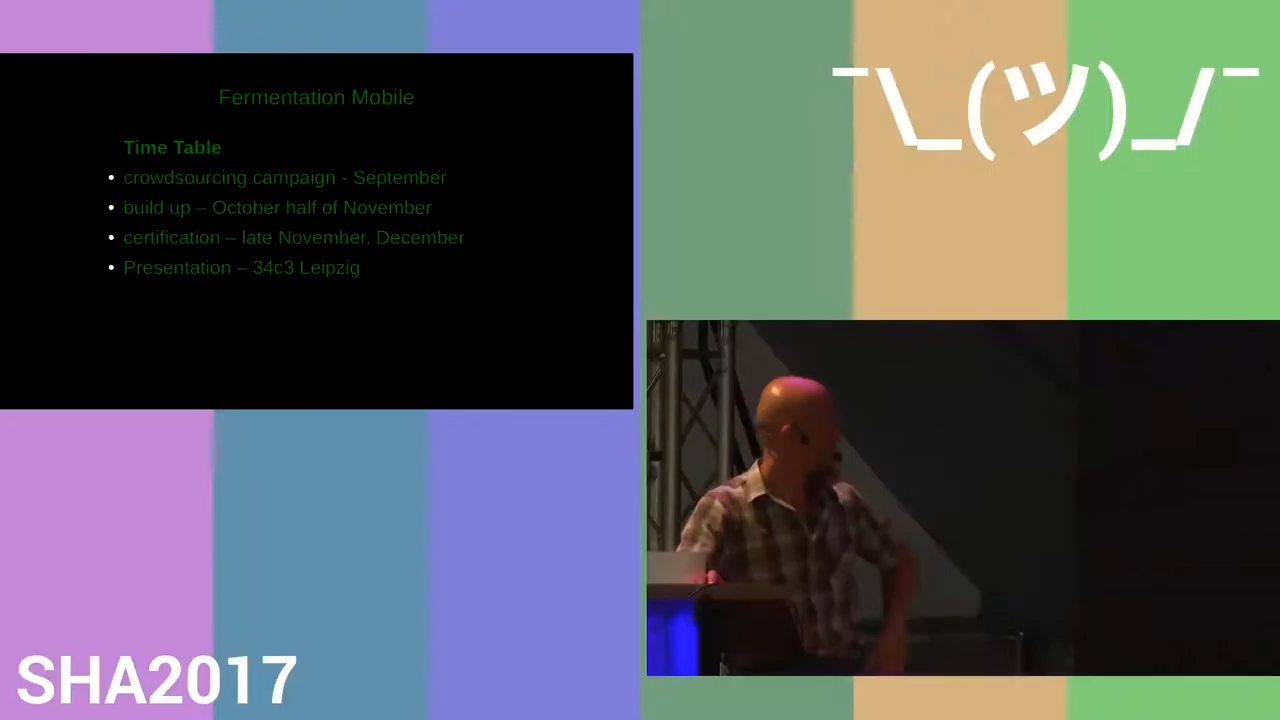 Fermentation Mobile
Time Table
• crowdsourcing campaign - September
• build up – October half of November
• certification – late November, December
• Presentation – 34c3 Leipzig
¯\_(ツ)_/¯
SHA2017